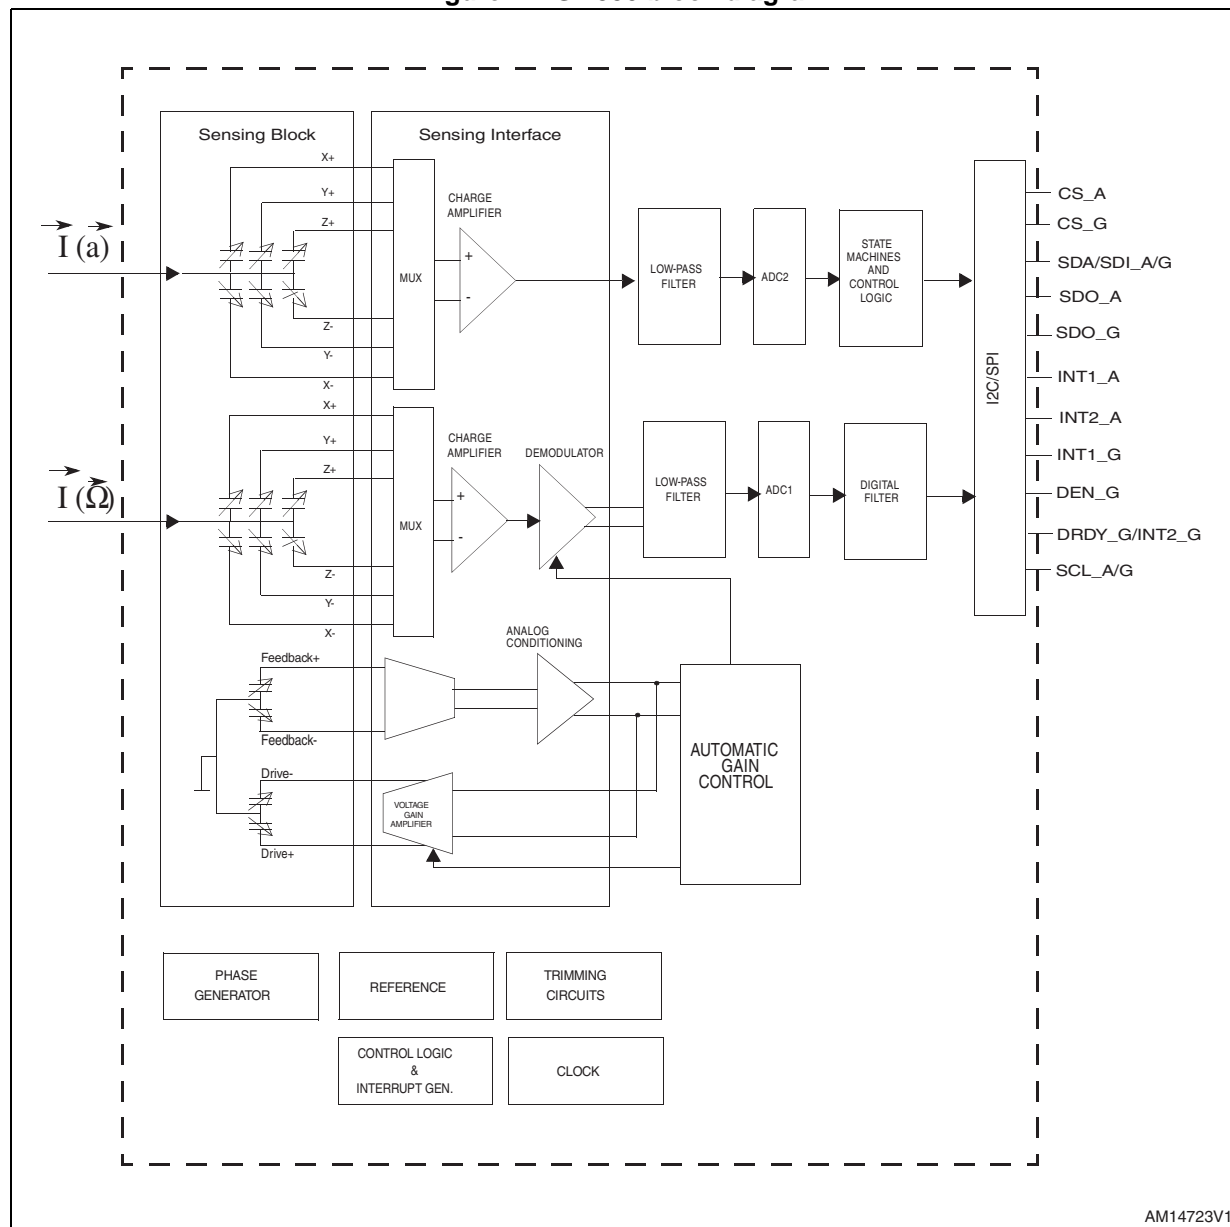 Sensing Block
Sensing Interface
X+
Y+
Z+
Z-
Y-
X-
I (a)
MUX
CHARGE
AMPLIFIER
+
-
LOW-PASS
FILTER
ADC2
STATE
MACHINES
AND
CONTROL
LOGIC
I2C/SPI
CS_A
CS_G
SDA/SDI_A/G
SDO_A
SDO_G
INT1_A
INT2_A
INT1_G
DEN_G
DRDY_G/INT2_G
SCL_A/G
X+
Y+
Z+
Z-
Y-
X-
I (Ω)
MUX
CHARGE
AMPLIFIER
+
-
DEMODULATOR
LOW-PASS
FILTER
ADC1
DIGITAL
FILTER
Feedback+
Feedback-
Drive-
Drive+
ANALOG
CONDITIONING
VOLTAGE
GAIN
AMPLIFIER
AUTOMATIC
GAIN
CONTROL
PHASE
GENERATOR
REFERENCE
TRIMMING
CIRCUITS
CONTROL LOGIC
&
INTERRUPT GEN.
CLOCK
AM14723V1